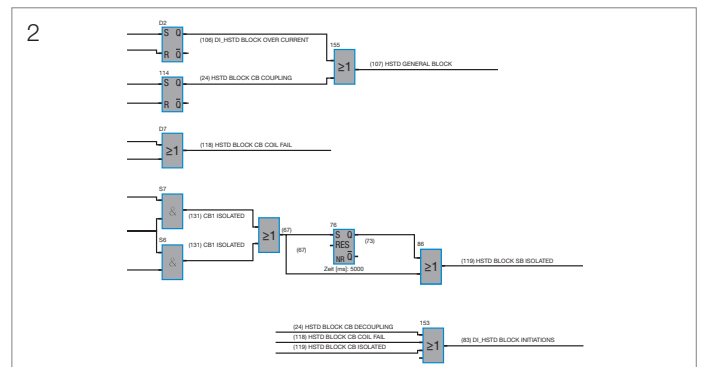 2
D2
S Q
R Q̅
(106) DI_HSTD BLOCK OVER CURRENT
155
≥1
(107) HSTD GENERAL BLOCK
114
S Q
R Q̅
(24) HSTD BLOCK CB COUPLING
D7
≥1
(118) HSTD BLOCK CB COIL FAIL
S7
&
(131) CB1 ISOLATED
S6
&
(131) CB1 ISOLATED
≥1
(67)
(67)
76
S Q
RES
NR Q̅
Zeit [ms]: 5000
(73)
86
≥1
(119) HSTD BLOCK SB ISOLATED
(24) HSTD BLOCK CB DECOUPLING
(118) HSTD BLOCK CB COIL FAIL
(119) HSTD BLOCK CB ISOLATED
153
≥1
(83) DI_HSTD BLOCK INITIATIONS